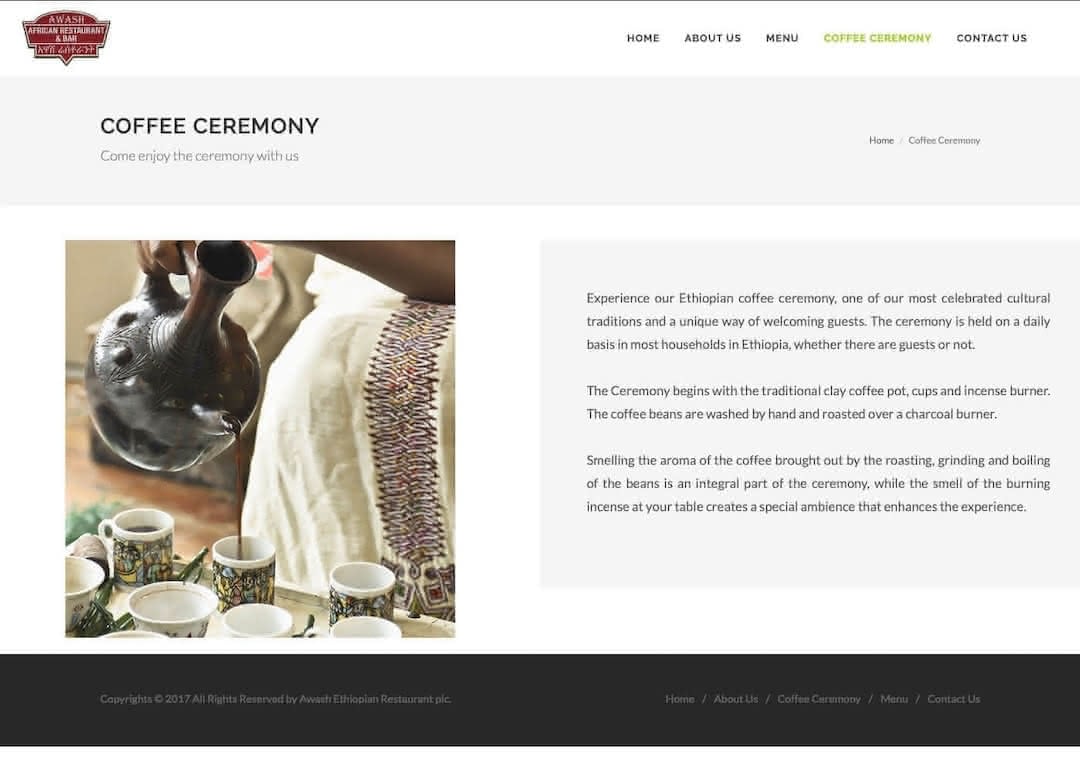 AWASH
AFRICAN RESTAURANT
& BAR
አዋሽ ሬስቶራንት
HOME
ABOUT US
MENU
COFFEE CEREMONY
CONTACT US
COFFEE CEREMONY
Come enjoy the ceremony with us
Home / Coffee Ceremony
Experience our Ethiopian coffee ceremony, one of our most celebrated cultural
traditions and a unique way of welcoming guests. The ceremony is held on a daily
basis in most households in Ethiopia, whether there are guests or not.
The Ceremony begins with the traditional clay coffee pot, cups and incense burner.
The coffee beans are washed by hand and roasted over a charcoal burner.
Smelling the aroma of the coffee brought out by the roasting, grinding and boiling
of the beans is an integral part of the ceremony, while the smell of the burning
incense at your table creates a special ambience that enhances the experience.
Copyrights © 2017 All Rights Reserved by Awash Ethiopian Restaurant plc.
Home / About Us / Coffee Ceremony / Menu / Contact Us